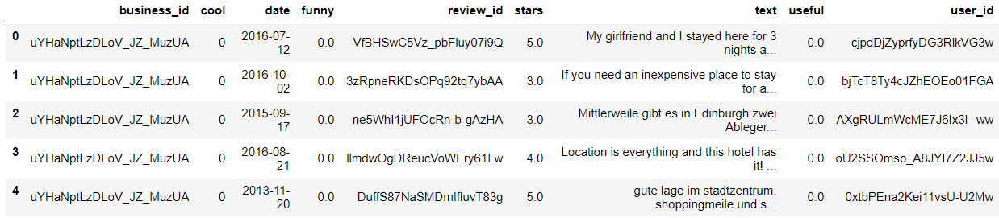 business_id cool date funny review_id stars text useful user_id
0 uYHaNptLzDLoV_JZ_MuzUA 0 2016-07-12 0.0 VfBHSwC5Vz_pbFluy07i9Q 5.0 My girlfriend and I stayed here for 3 nights a... 0.0 cjpdDjZyprfyDG3RlkVG3w
1 uYHaNptLzDLoV_JZ_MuzUA 0 2016-10-02 0.0 3zRpneRKDsOPq92tq7ybAA 3.0 If you need an inexpensive place to stay for a... 0.0 bjTcT8Ty4cJZhEOEo01FGA
2 uYHaNptLzDLoV_JZ_MuzUA 0 2015-09-17 0.0 ne5WhI1jUFOcRn-b-gAzHA 3.0 Mittlerweile gibt es in Edinburgh zwei Ableger... 0.0 AXgRULmWcME7J6Ix3I--ww
3 uYHaNptLzDLoV_JZ_MuzUA 0 2016-08-21 0.0 llmdwOgDReucVoWEry61Lw 4.0 Location is everything and this hotel has it! ... 0.0 oU2SSOmsp_A8JYI7Z2JJ5w
4 uYHaNptLzDLoV_JZ_MuzUA 0 2013-11-20 0.0 DuffS87NaSMDmIfluvT83g 5.0 gute lage im stadtzentrum. shoppingmeile und s... 0.0 0xtbPEna2Kei11vsU-U2Mw